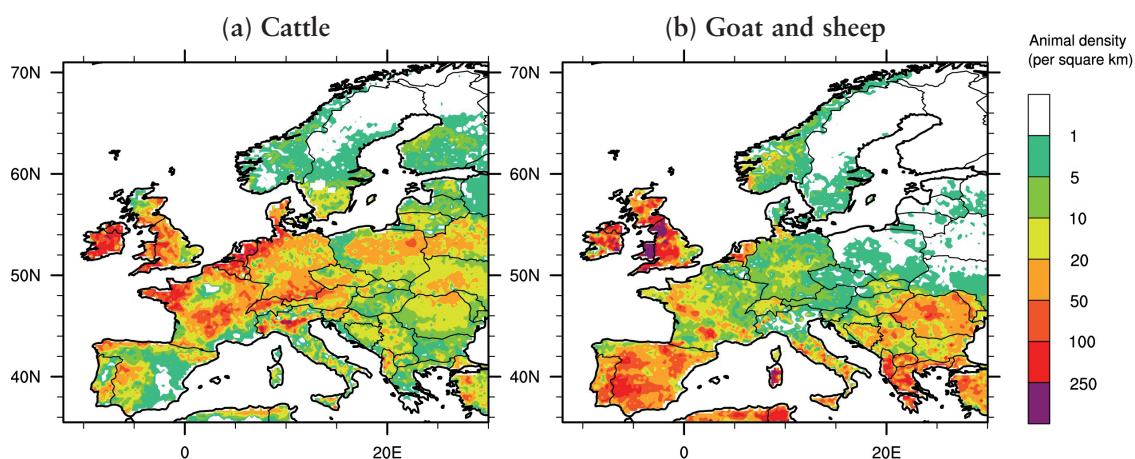 (a) Cattle
(b) Goat and sheep
Animal density
(per square km)
70N
60N
50N
40N
0
20E
70N
60N
50N
40N
0
20E
1
5
10
20
50
100
250